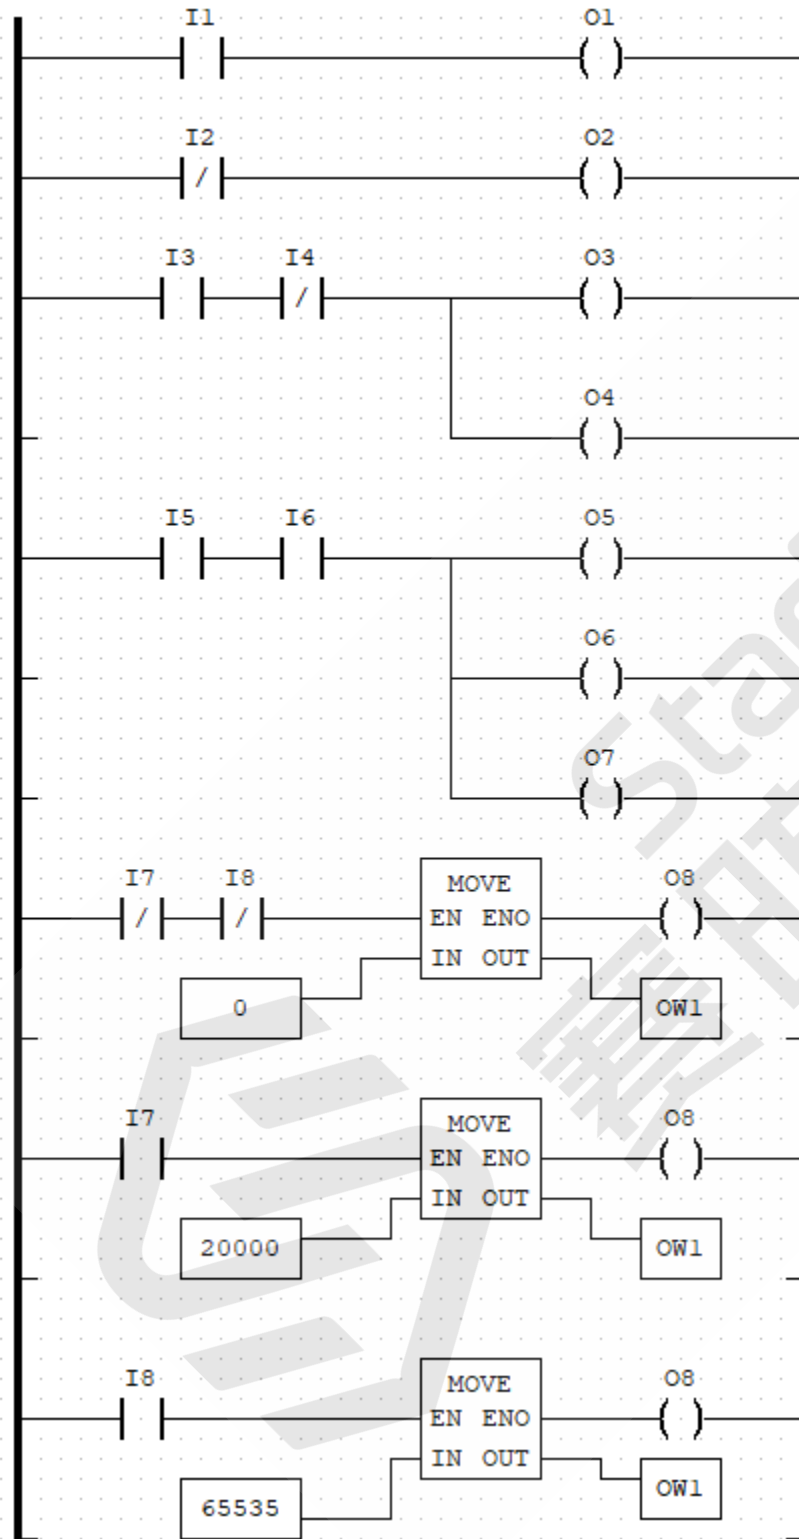 I1 O1
I2 O2
/
I3 I4 O3
/
O4
I5 I6 O5
O6
O7
I7 I8 MOVE O8
/ / EN ENO
IN OUT
0 OW1
I7 MOVE O8
EN ENO
IN OUT
20000 OW1
I8 MOVE O8
EN ENO
IN OUT
65535 OW1
Sta
赛